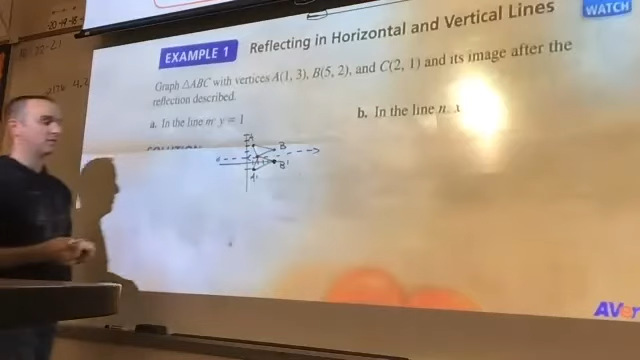 WATCH
EXAMPLE 1 Reflecting in Horizontal and Vertical Lines
Graph △ABC with vertices A(1, 3), B(5, 2), and C(2, 1) and its image after the
reflection described.
a. In the line m: y = 1
b. In the line n:
A
B
B'
A'
AVer